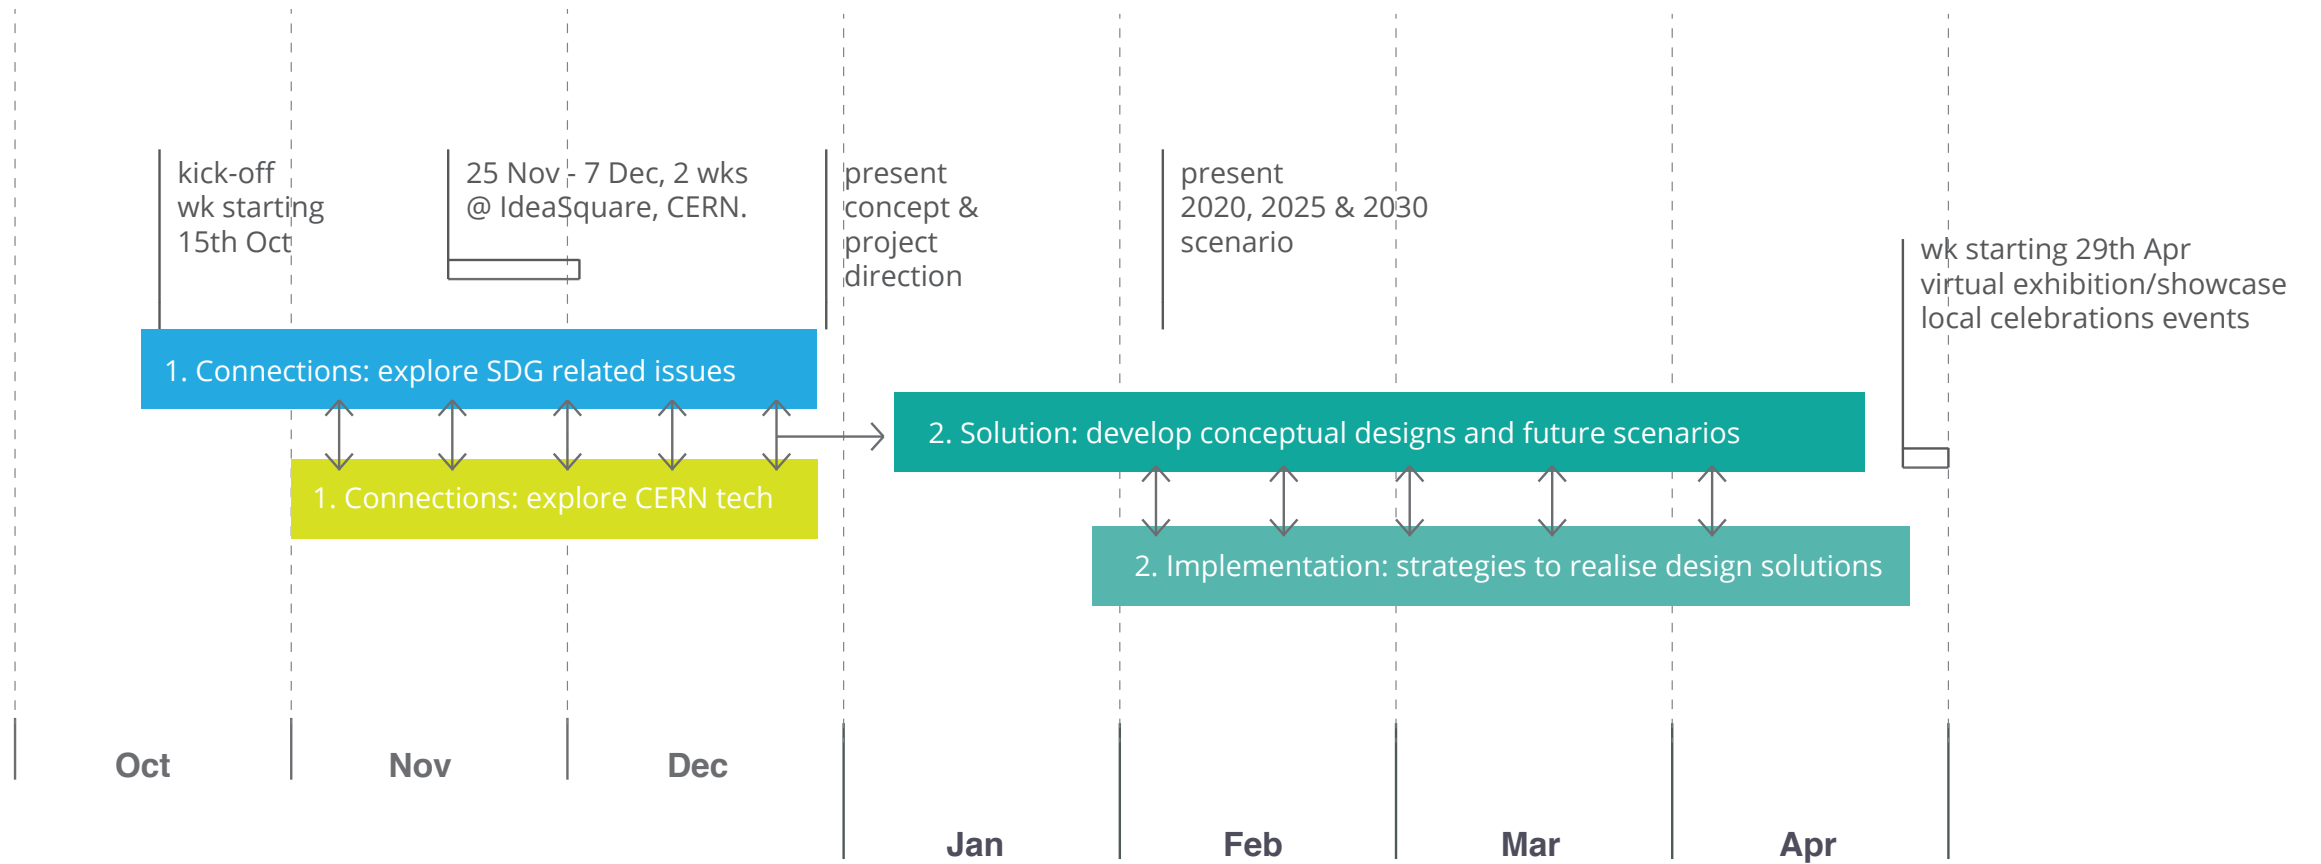 kick-off
wk starting
15th Oct
25 Nov - 7 Dec, 2 wks
@ IdeaSquare, CERN.
present
concept &
project
direction
present
2020, 2025 & 2030
scenario
wk starting 29th Apr
virtual exhibition/showcase
local celebrations events
1. Connections: explore SDG related issues
2. Solution: develop conceptual designs and future scenarios
1. Connections: explore CERN tech
2. Implementation: strategies to realise design solutions
Oct
Nov
Dec
Jan
Feb
Mar
Apr